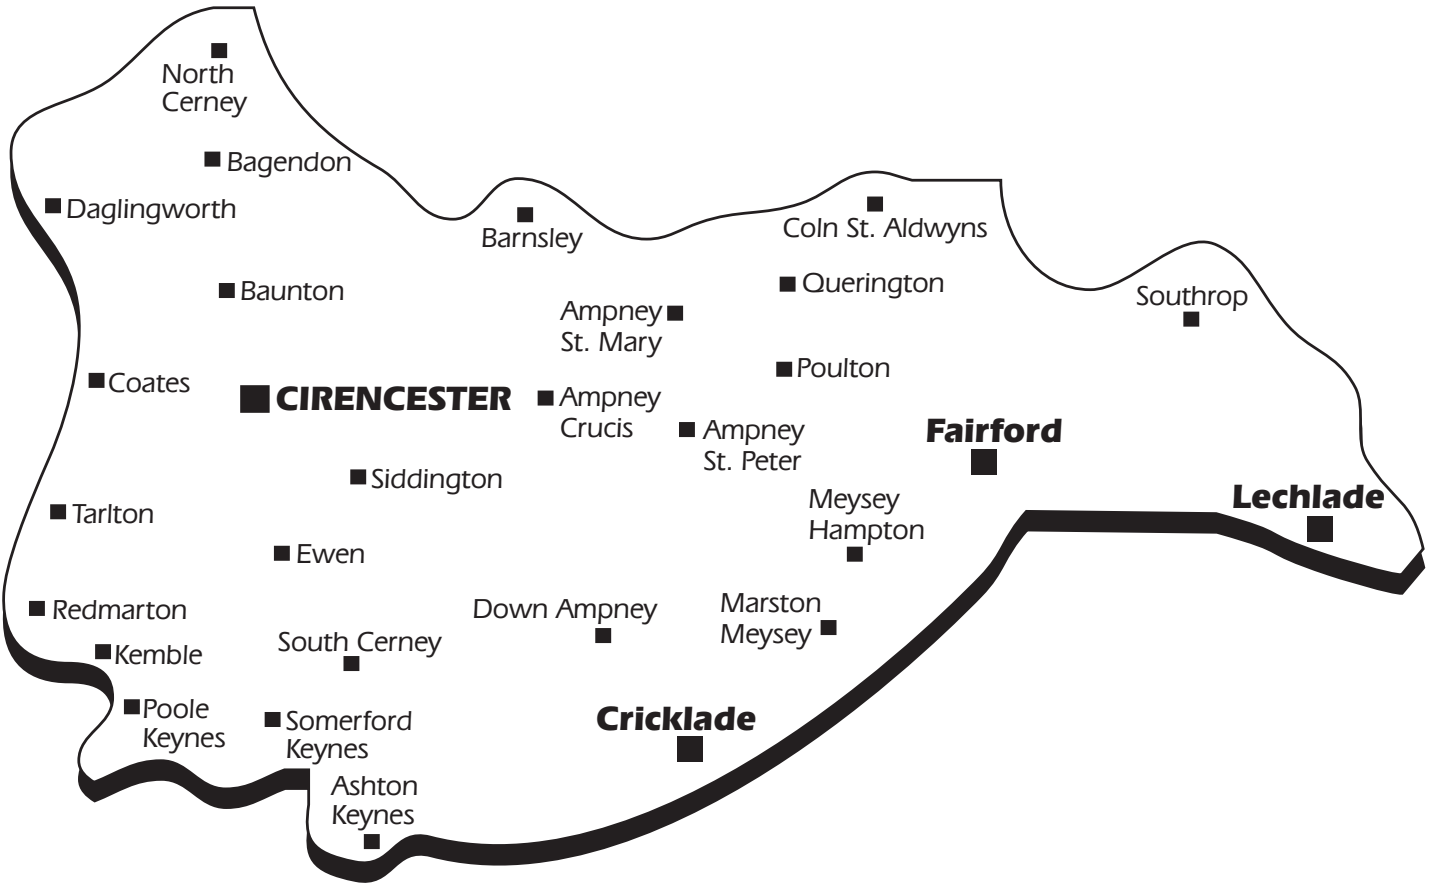 North
Cerney
Bagendon
Daglingworth
Barnsley
Coln St. Aldwyns
Baunton
Querington
Southrop
Ampney
St. Mary
Coates
CIRENCESTER
Ampney
Crucis
Poulton
Ampney
St. Peter
Fairford
Siddington
Lechlade
Tarlton
Meysey
Hampton
Ewen
Redmarton
Down Ampney
Marston
Meysey
Kemble
South Cerney
Poole
Keynes
Somerford
Keynes
Cricklade
Ashton
Keynes